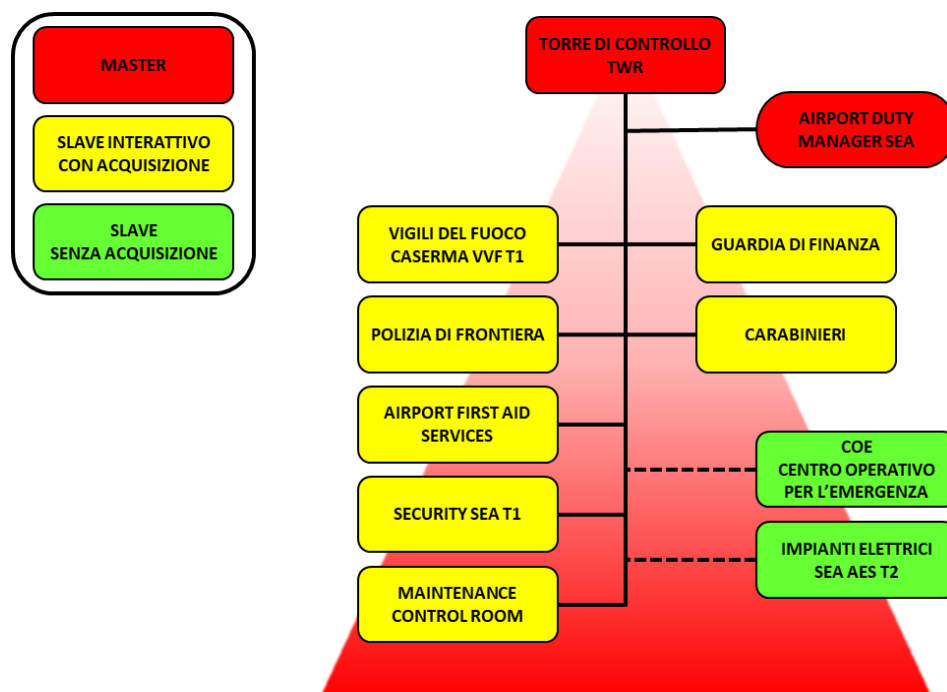 MASTER
SLAVE INTERATTIVO
CON ACQUISIZIONE
SLAVE
SENZA ACQUISIZIONE
TORRE DI CONTROLLO
TWR
AIRPORT DUTY
MANAGER SEA
VIGILI DEL FUOCO
CASERMA VVF T1
GUARDIA DI FINANZA
POLIZIA DI FRONTIERA
CARABINIERI
AIRPORT FIRST AID
SERVICES
COE
CENTRO OPERATIVO
PER L'EMERGENZA
SECURITY SEA T1
IMPIANTI ELETTRICI
SEA AES T2
MAINTENANCE
CONTROL ROOM